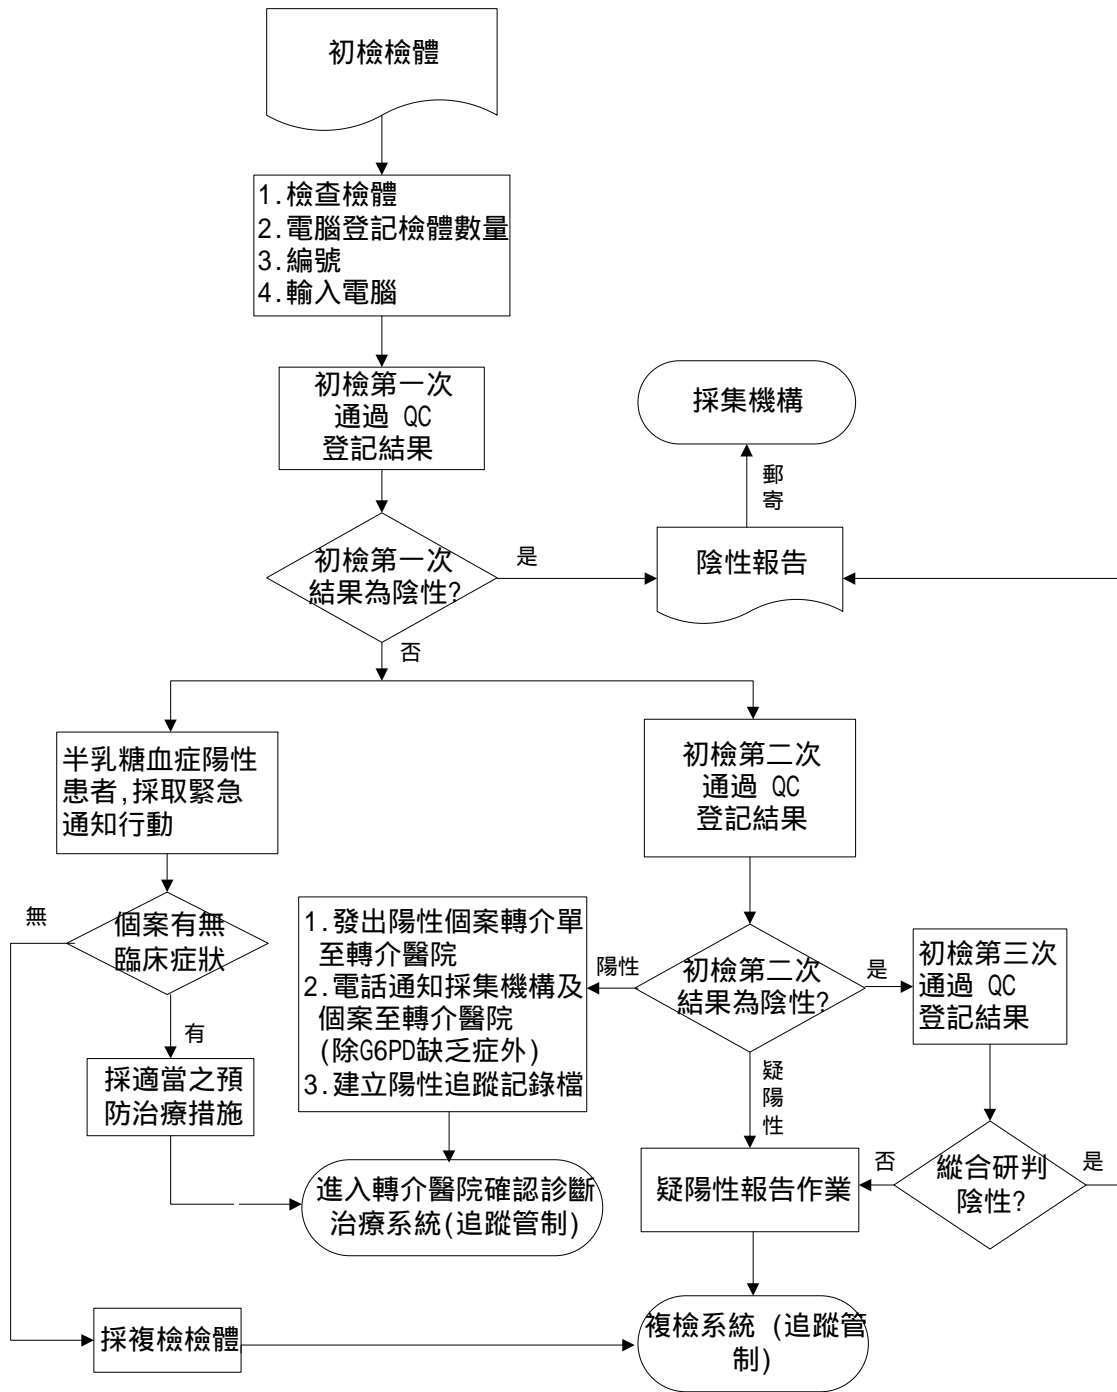 初檢檢體
1.檢查檢體
2.電腦登記檢體數量
3.編號
4.輸入電腦
初檢第一次
通過 QC
登記結果
採集機構
郵
寄
初檢第一次
結果為陰性?
是
陰性報告
否
半乳糖血症陽性
患者,採取緊急
通知行動
初檢第二次
通過 QC
登記結果
無
個案有無
臨床症狀
有
採適當之預
防治療措施
1.發出陽性個案轉介單
至轉介醫院
2.電話通知採集機構及
個案至轉介醫院
(除G6PD缺乏症外)
3.建立陽性追蹤記錄檔
陽性
初檢第二次
結果為陰性?
是
初檢第三次
通過 QC
登記結果
疑
陽
性
進入轉介醫院確認診斷
治療系統(追蹤管制)
疑陽性報告作業
否
縱合研判
陰性?
是
採複檢檢體
複檢系統 (追蹤管
制)